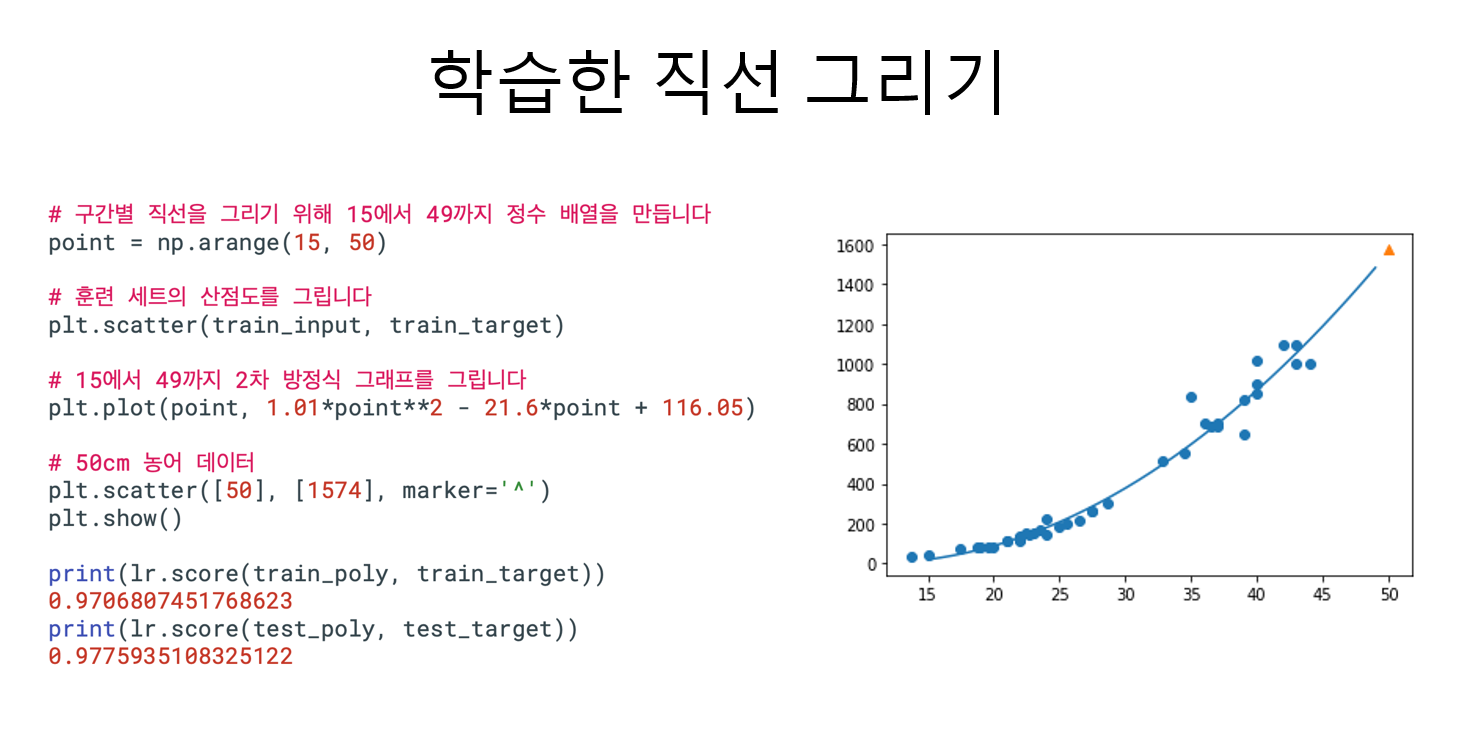 학습한 직선 그리기
# 구간별 직선을 그리기 위해 15에서 49까지 정수 배열을 만듭니다
point = np.arange(15, 50)
# 훈련 세트의 산점도를 그립니다
plt.scatter(train_input, train_target)
# 15에서 49까지 2차 방정식 그래프를 그립니다
plt.plot(point, 1.01*point**2 - 21.6*point + 116.05)
# 50cm 농어 데이터
plt.scatter([50], [1574], marker='^')
plt.show()
print(lr.score(train_poly, train_target))
0.9706807451768623
print(lr.score(test_poly, test_target))
0.9775935108325122
1600
1400
1200
1000
800
600
400
200
0
15 20 25 30 35 40 45 50